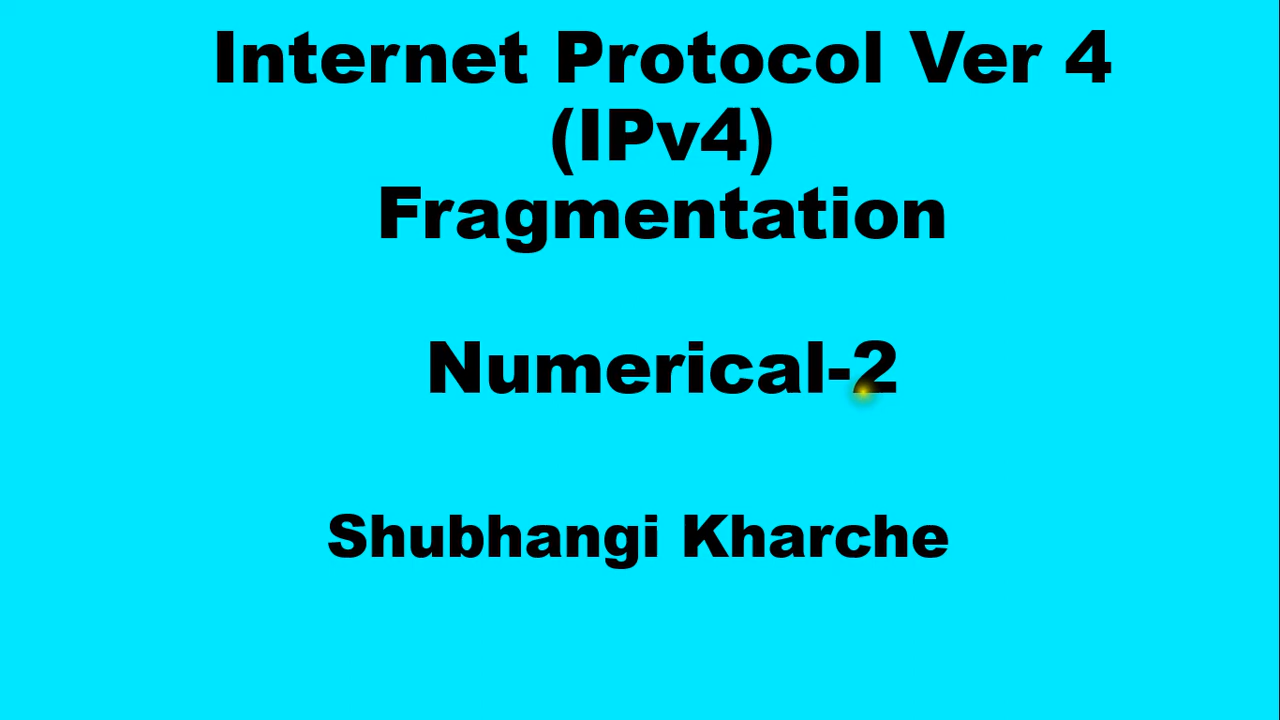 Internet Protocol Ver 4
(IPv4)
Fragmentation
Numerical-2
Shubhangi Kharche